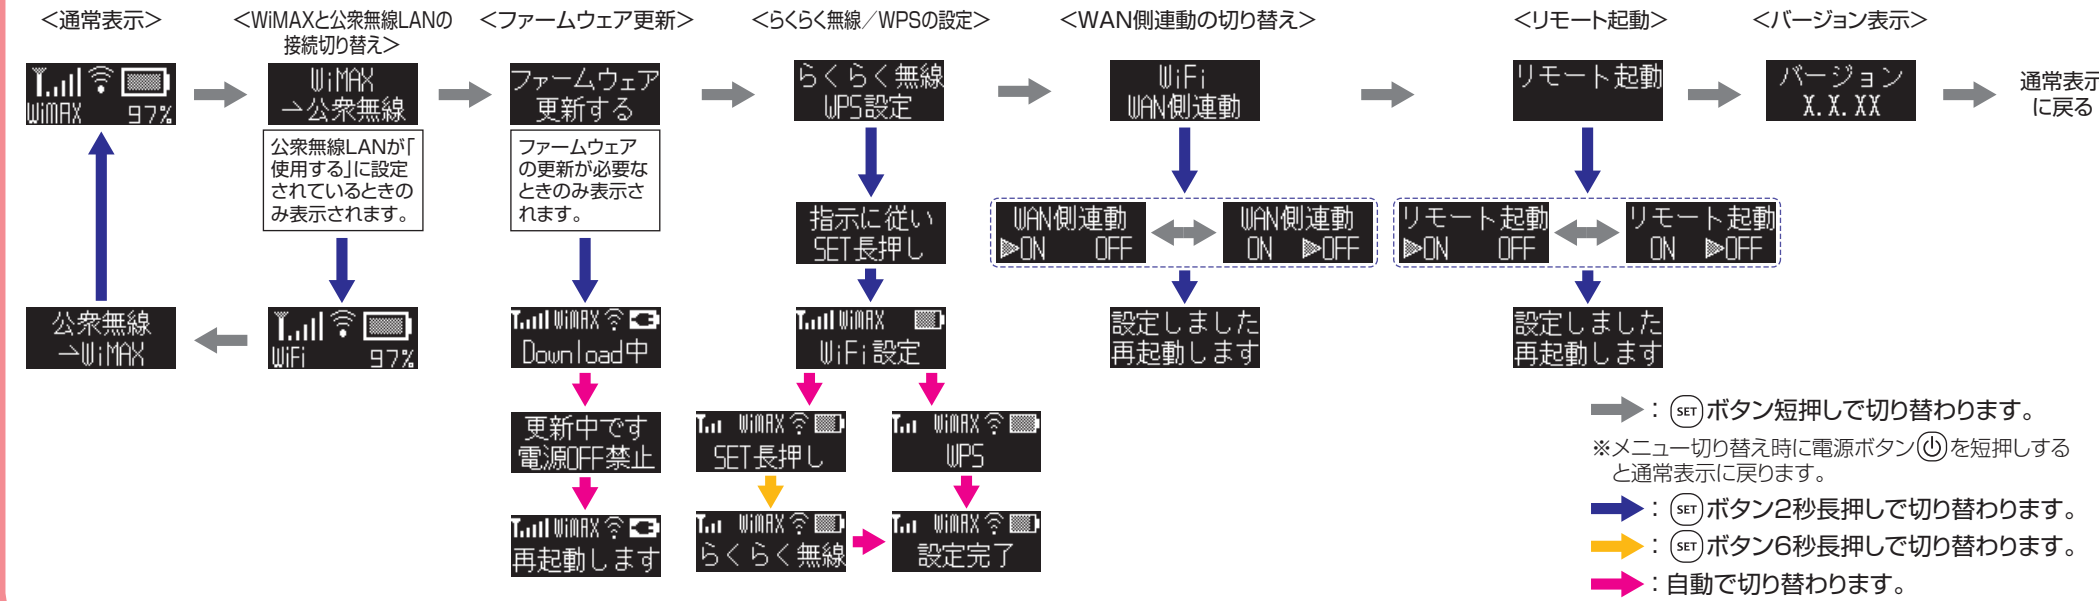 ＜通常表示＞
＜WiMAXと公衆無線LANの
接続切り替え＞
＜ファームウェア更新＞
＜らくらく無線／WPSの設定＞
＜WAN側連動の切り替え＞
＜リモート起動＞
＜バージョン表示＞
WiMAX 97%
WiMAX
→公衆無線
ファームウェア
更新する
らくらく無線
WPS設定
WiFi
WAN側連動
リモート起動
バージョン
X.X.XX
通常表示
に戻る
公衆無線LANが「
使用する」に設定
されているときの
み表示されます。
ファームウェア
の更新が必要な
ときのみ表示さ
れます。
指示に従い
SET長押し
WAN側連動
▶ON OFF
WAN側連動
ON ▶OFF
リモート起動
▶ON OFF
リモート起動
ON ▶OFF
公衆無線
→WiMAX
WiFi 97%
WiMAX
Download中
WiMAX
WiFi設定
設定しました
再起動します
設定しました
再起動します
更新中です
電源OFF禁止
WiMAX
SET長押し
WiMAX
WPS
WiMAX
再起動します
WiMAX
らくらく無線
WiMAX
設定完了
：SETボタン短押しで切り替わります。
※メニュー切り替え時に電源ボタンを短押しする
と通常表示に戻ります。
：SETボタン2秒長押しで切り替わります。
：SETボタン6秒長押しで切り替わります。
：自動で切り替わります。